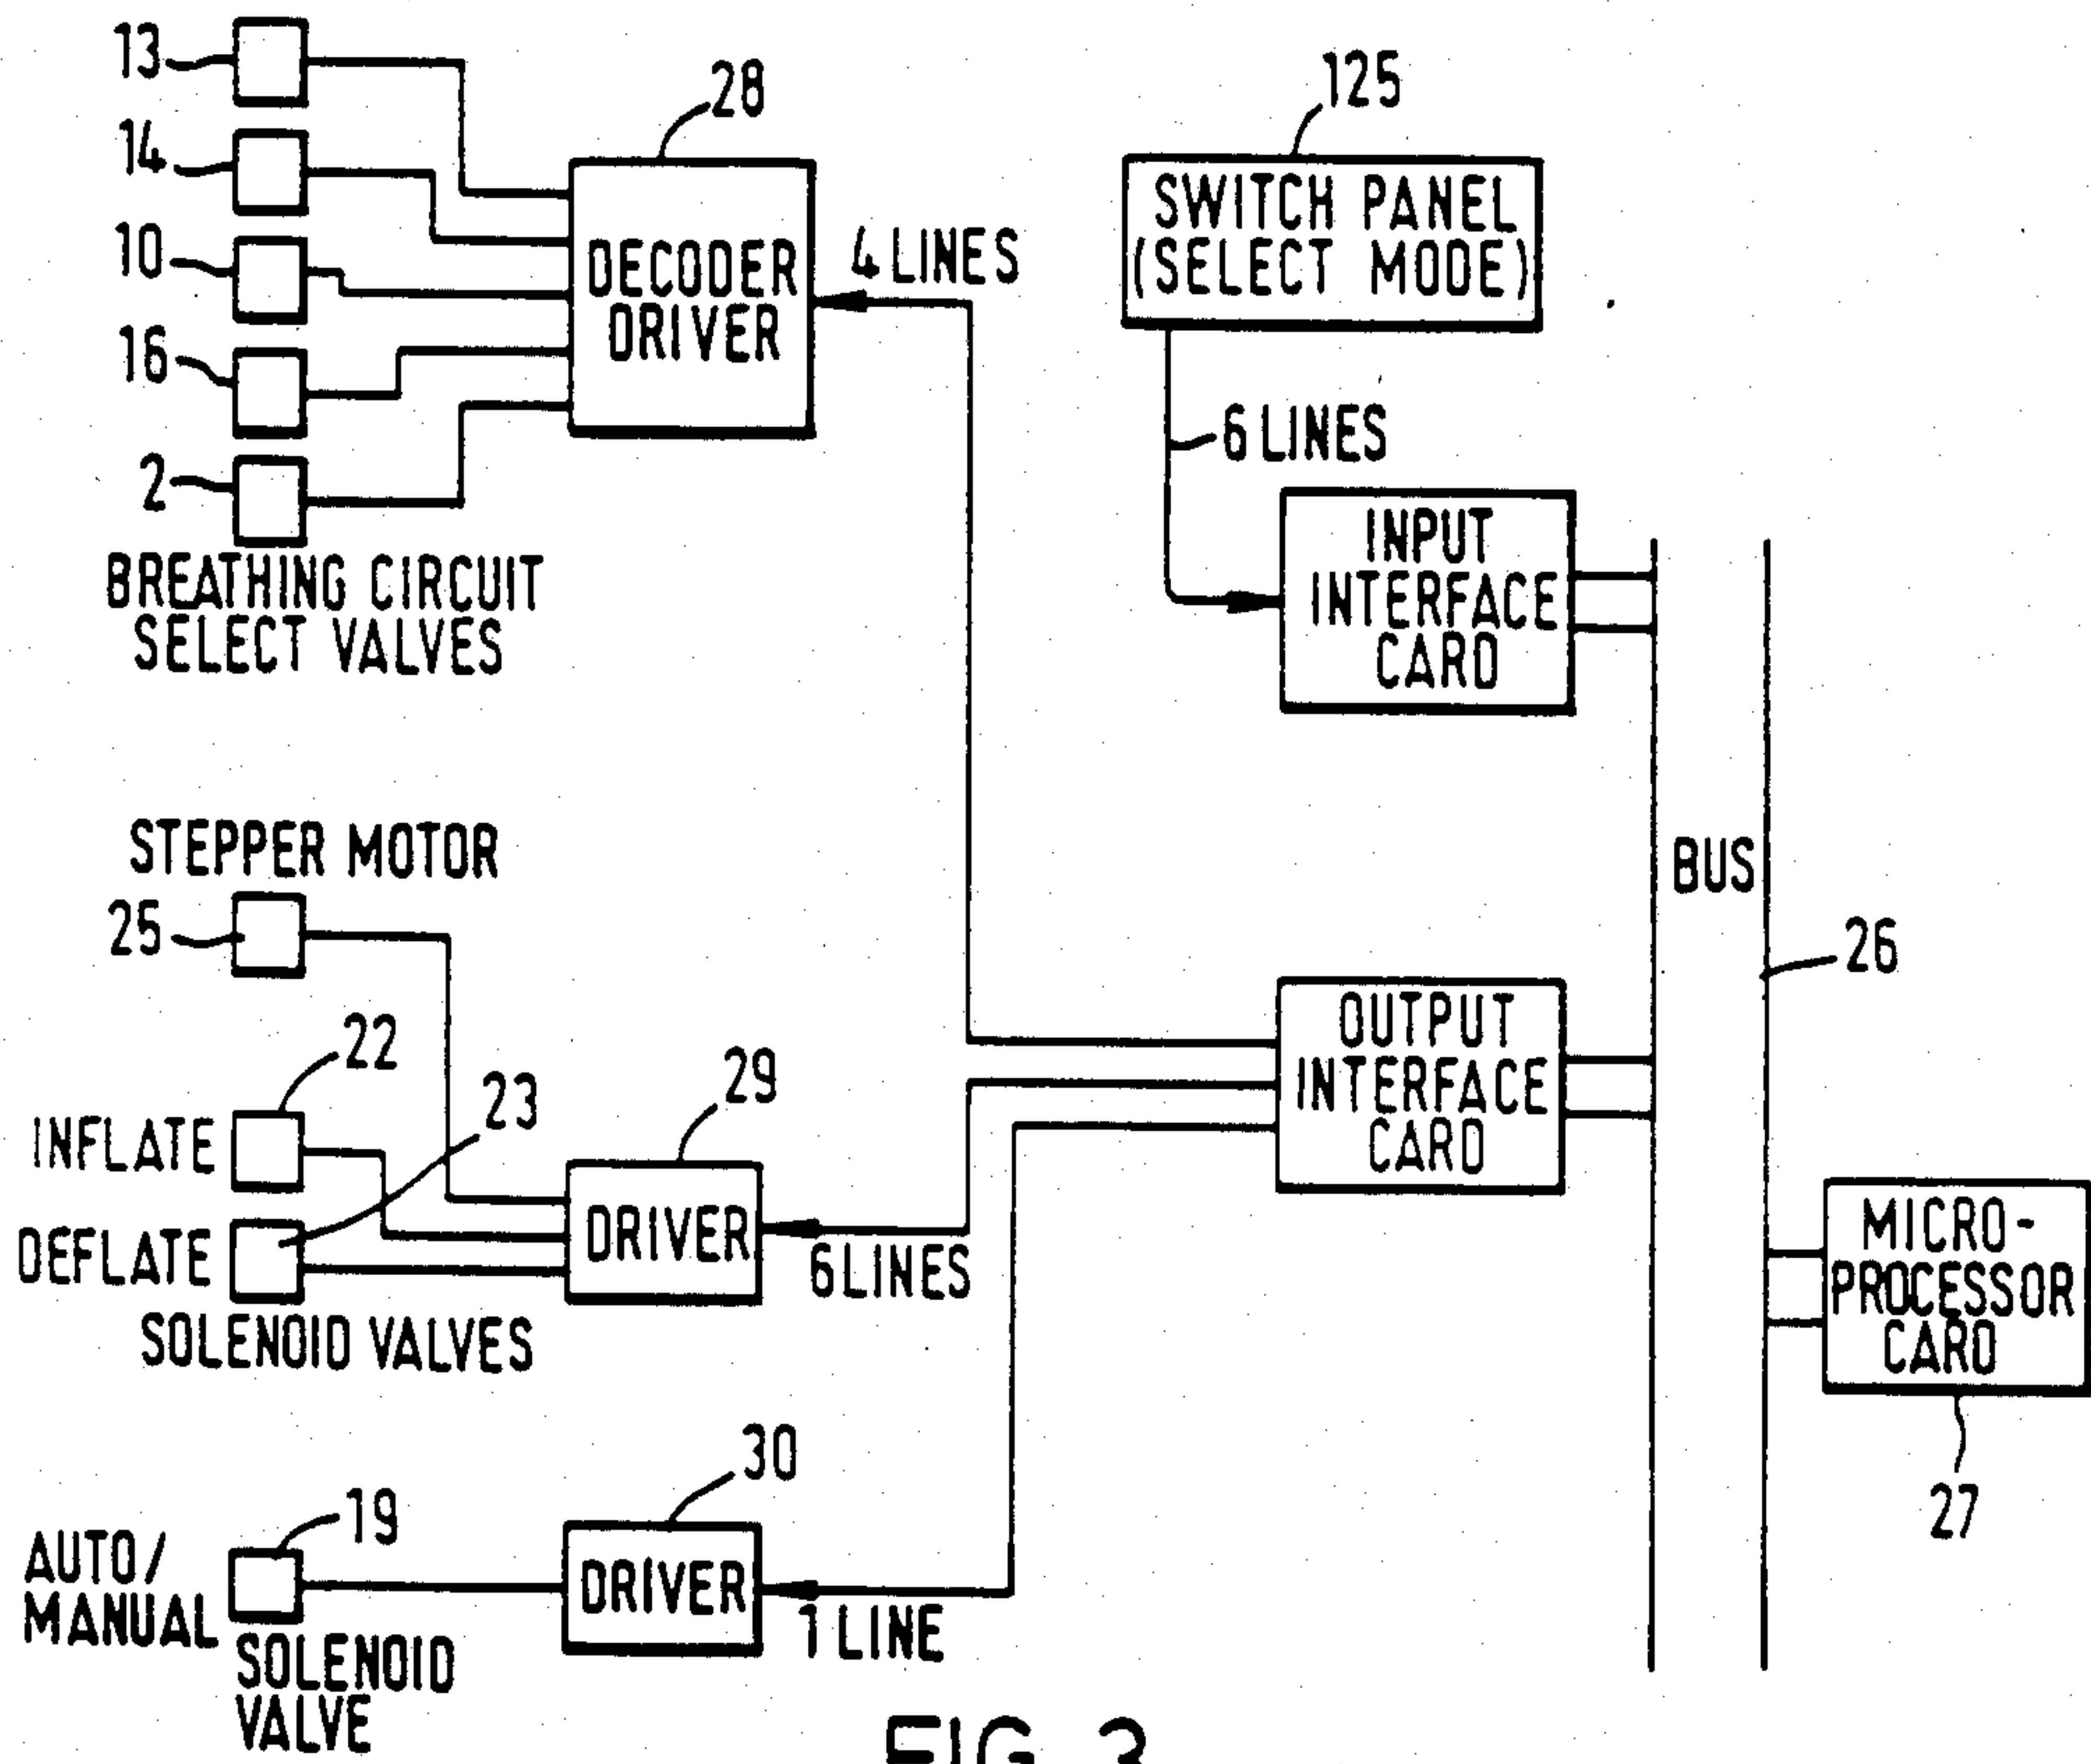 13
14
10
16
2
BREATHING CIRCUIT
SELECT VALVES
28
DECODER
DRIVER
4 LINES
125
SWITCH PANEL
(SELECT MODE)
6 LINES
INPUT
INTERFACE
CARD
BUS
26
STEPPER MOTOR
25
22
23
INFLATE
DEFLATE
SOLENOID VALVES
29
DRIVER
6 LINES
OUTPUT
INTERFACE
CARD
MICRO-
PROCESSOR
CARD
27
30
19
AUTO/
MANUAL
SOLENOID
VALVE
DRIVER
1 LINE
FIG. 3